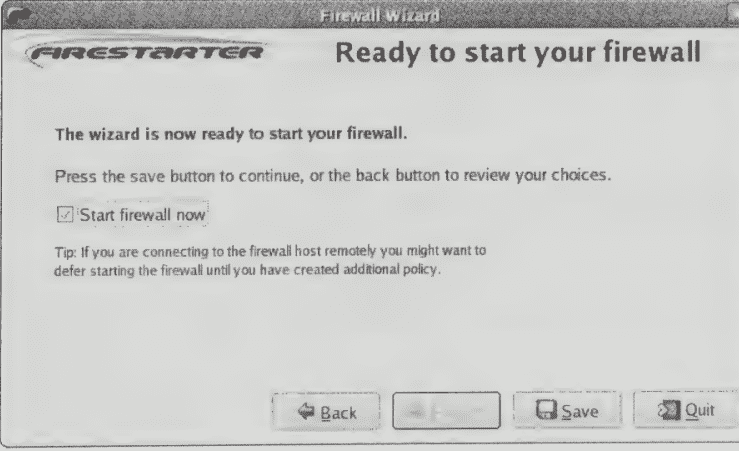 Firewall Wizard
FIRESTARTER
Ready to start your firewall
The wizard is now ready to start your firewall.
Press the save button to continue, or the back button to review your choices.
Start firewall now
Tip: If you are connecting to the firewall host remotely you might want to
defer starting the firewall until you have created additional policy.
Back
Save
Quit